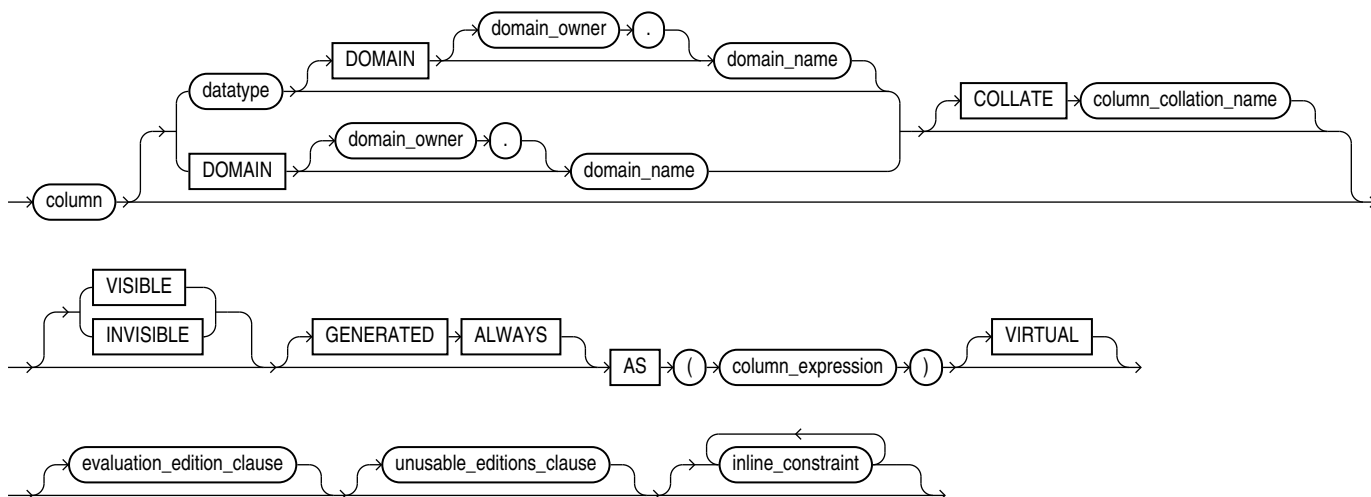 domain_owner .
DOMAIN domain_name
datatype COLLATE column_collation_name
domain_owner .
DOMAIN domain_name
column
VISIBLE
INVISIBLE GENERATED ALWAYS VIRTUAL
AS ( column_expression )
evaluation_edition_clause unusable_editions_clause inline_constraint